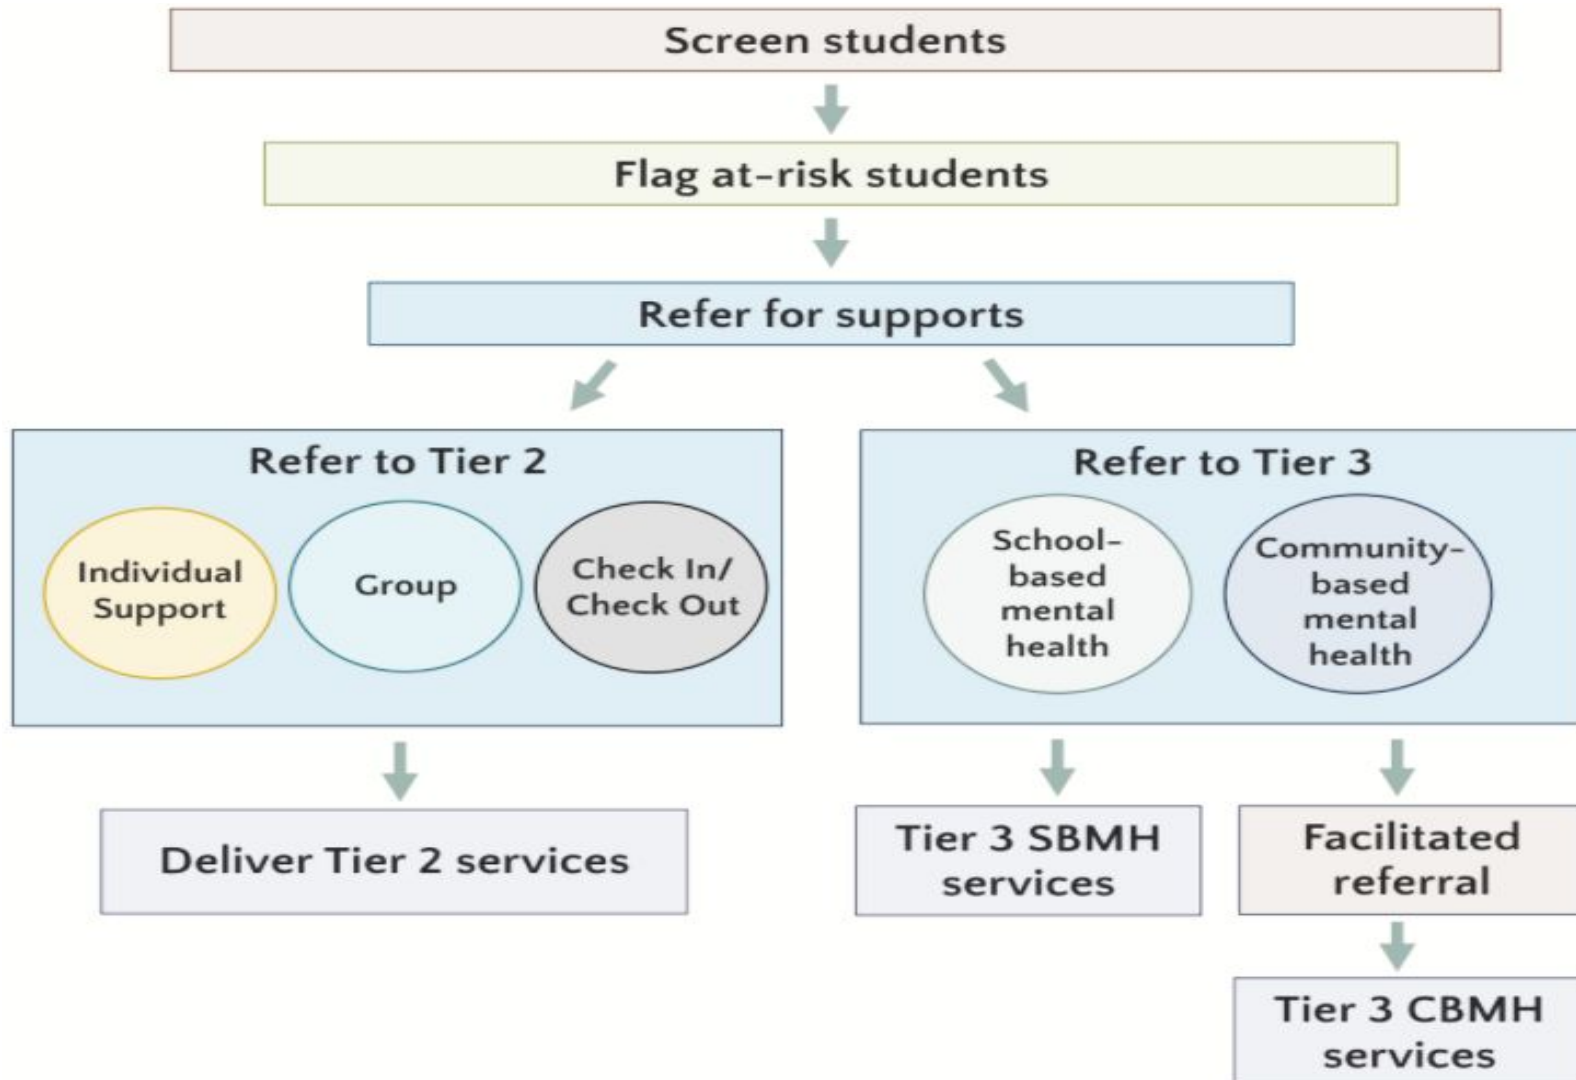 Screen students
Flag at-risk students
Refer for supports
Refer to Tier 2
Individual
Support
Group
Check In/
Check Out
Refer to Tier 3
School-
based
mental
health
Community-
based
mental
health
Deliver Tier 2 services
Tier 3 SBMH
services
Facilitated
referral
Tier 3 CBMH
services